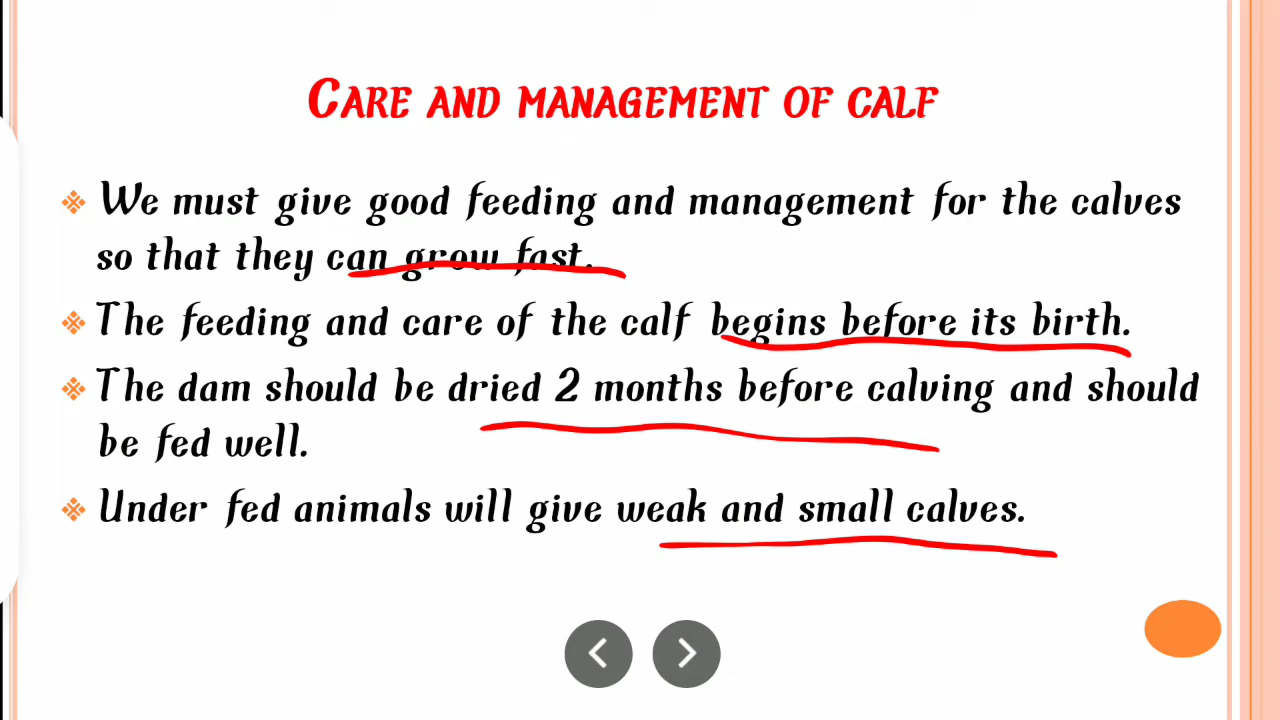 CARE AND MANAGEMENT OF CALF
We must give good feeding and management for the calves
so that they can grow fast.
The feeding and care of the calf begins before its birth.
The dam should be dried 2 months before calving and should
be fed well.
Under fed animals will give weak and small calves.